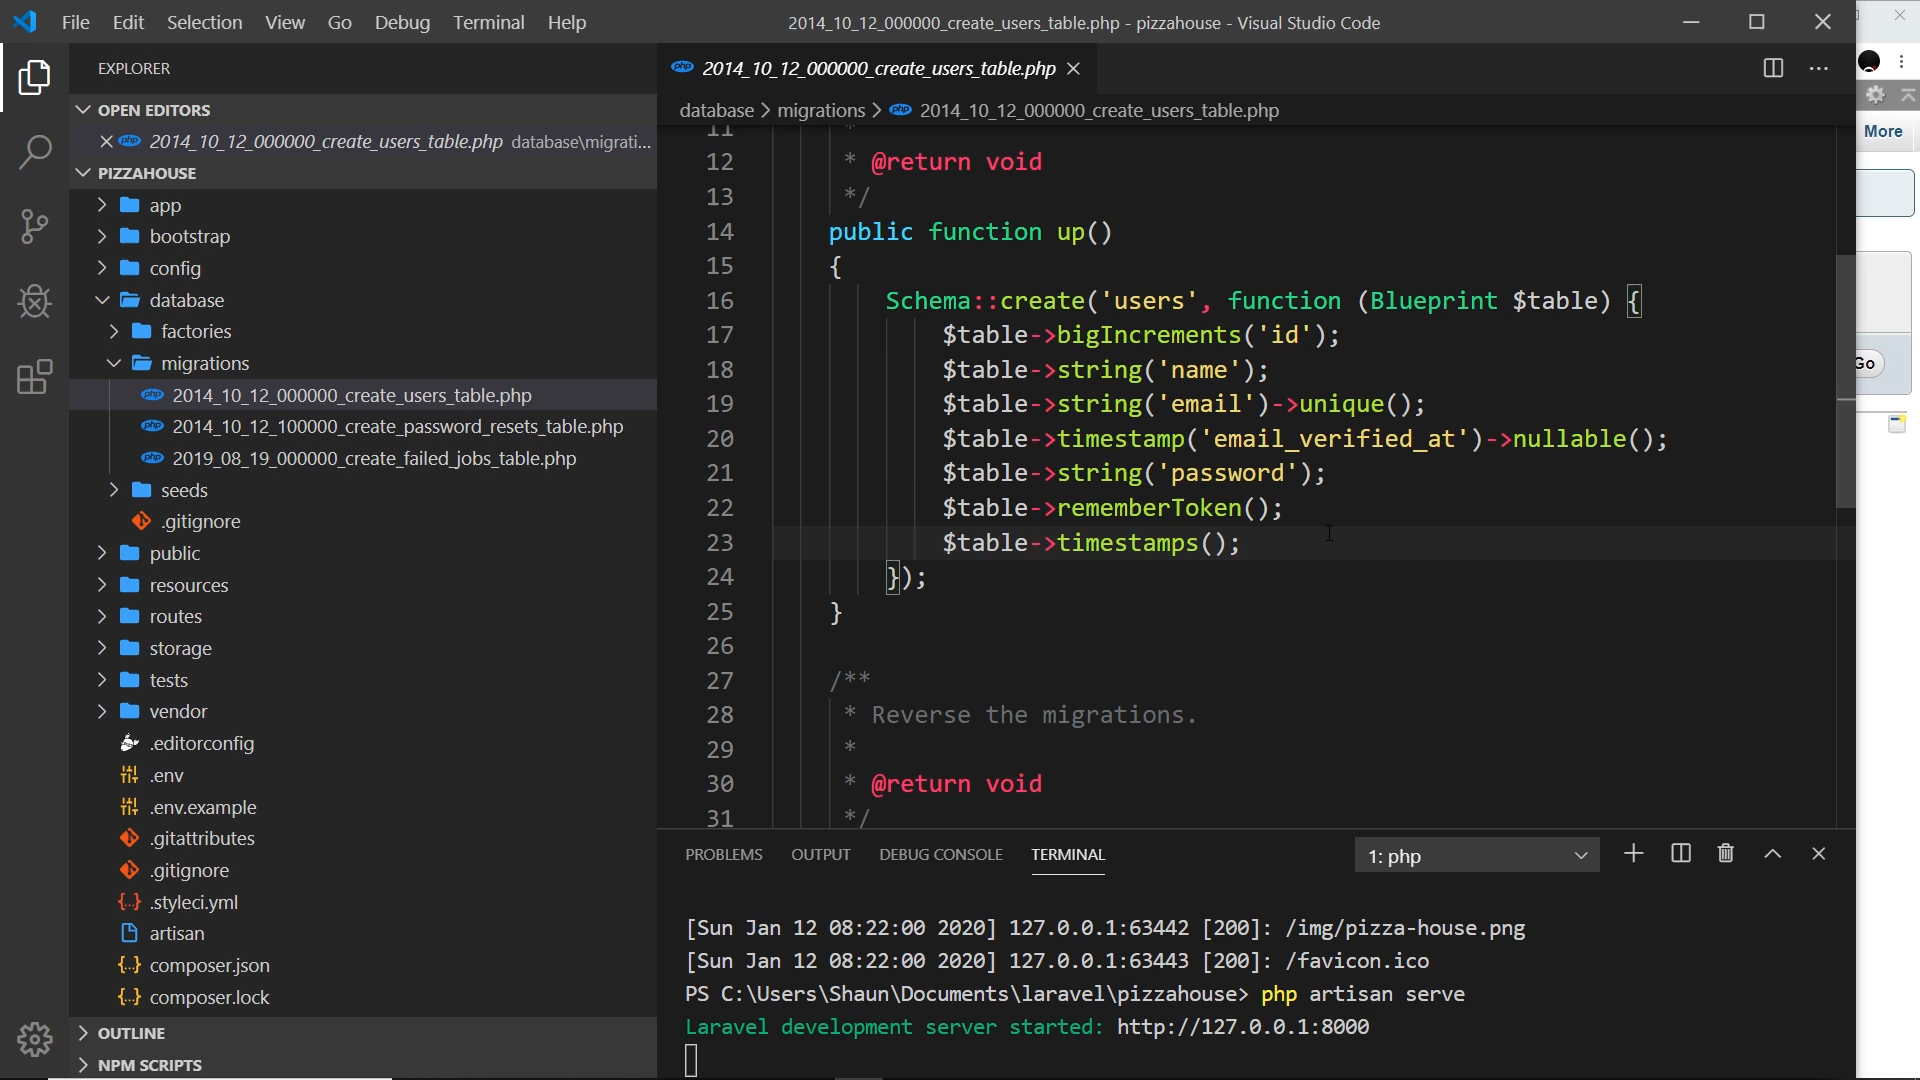 File Edit Selection View Go Debug Terminal Help
2014_10_12_000000_create_users_table.php - pizzahouse - Visual Studio Code
EXPLORER
OPEN EDITORS
2014_10_12_000000_create_users_table.php database\migrati...
PIZZAHOUSE
app
bootstrap
config
database
factories
migrations
2014_10_12_000000_create_users_table.php
2014_10_12_100000_create_password_resets_table.php
2019_08_19_000000_create_failed_jobs_table.php
seeds
.gitignore
public
resources
routes
storage
tests
vendor
.editorconfig
.env
.env.example
.gitattributes
.gitignore
.styleci.yml
artisan
composer.json
composer.lock
OUTLINE
NPM SCRIPTS
php 2014_10_12_000000_create_users_table.php
database > migrations > php 2014_10_12_000000_create_users_table.php
11 *
12 * @return void
13 */
14 public function up()
15 {
16 Schema::create('users', function (Blueprint $table) {
17 $table->bigIncrements('id');
18 $table->string('name');
19 $table->string('email')->unique();
20 $table->timestamp('email_verified_at')->nullable();
21 $table->string('password');
22 $table->rememberToken();
23 $table->timestamps();
24 });
25 }
26
27 /**
28 * Reverse the migrations.
29 *
30 * @return void
31 */
PROBLEMS OUTPUT DEBUG CONSOLE TERMINAL
1: php
[Sun Jan 12 08:22:00 2020] 127.0.0.1:63442 [200]: /img/pizza-house.png
[Sun Jan 12 08:22:00 2020] 127.0.0.1:63443 [200]: /favicon.ico
PS C:\Users\Shaun\Documents\laravel\pizzahouse> php artisan serve
Laravel development server started: http://127.0.0.1:8000
More
Go